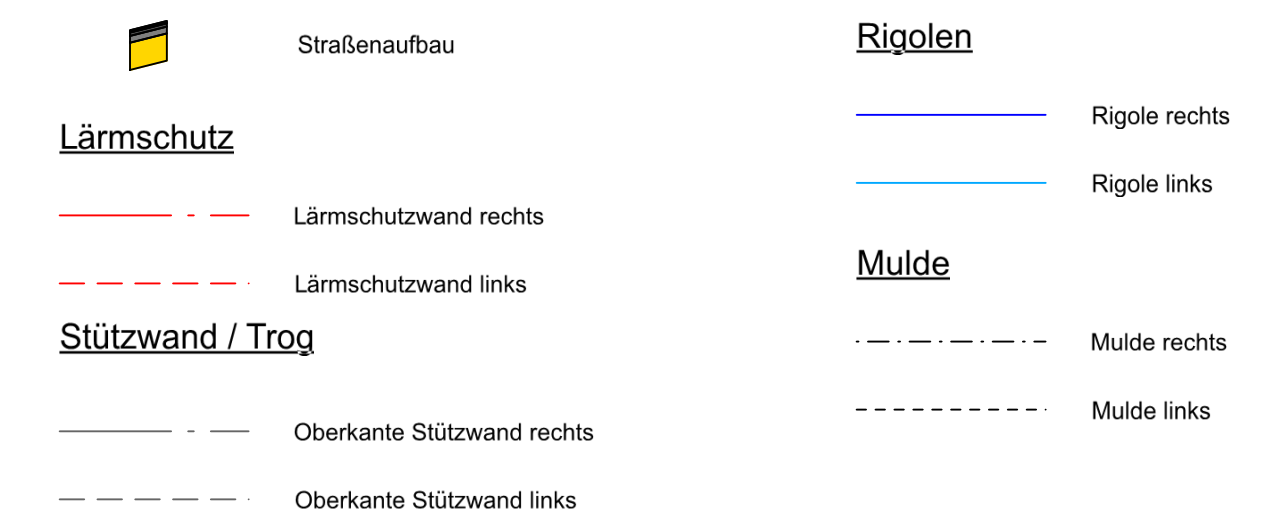 Straßenaufbau
Lärmschutz
Lärmschutzwand rechts
Lärmschutzwand links
Stützwand / Trog
Oberkante Stützwand rechts
Oberkante Stützwand links
Rigolen
Rigole rechts
Rigole links
Mulde
Mulde rechts
Mulde links